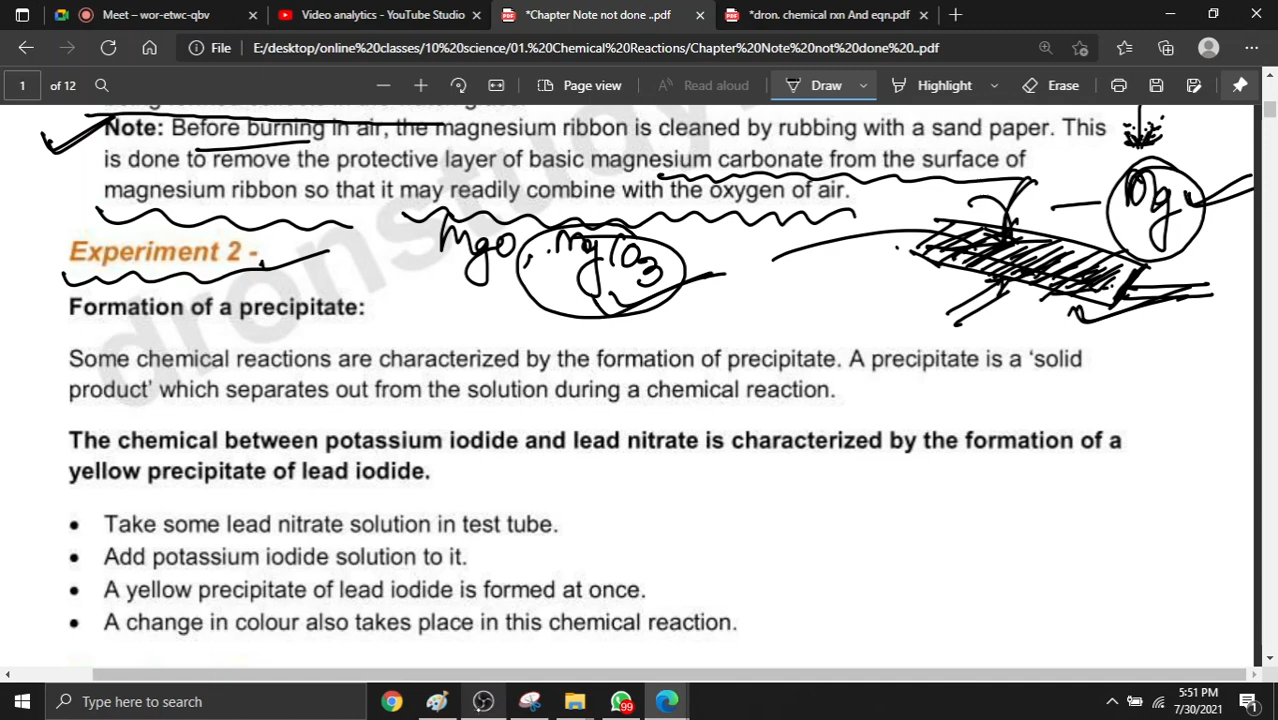 Meet – wor-etwc-qbv
Video analytics - YouTube Studio
*Chapter Note not done ..pdf
*dron. chemical rxn And eqn.pdf
File
E:/desktop/online%20classes/10%20science/01.%20Chemical%20Reactions/Chapter%20Note%20not%20done%20..pdf
1 of 12
Page view
Read aloud
Draw
Highlight
Erase
Note: Before burning in air, the magnesium ribbon is cleaned by rubbing with a sand paper. This
is done to remove the protective layer of basic magnesium carbonate from the surface of
magnesium ribbon so that it may readily combine with the oxygen of air.
MgO, MgCO3
Experiment 2 -
Formation of a precipitate:
Some chemical reactions are characterized by the formation of precipitate. A precipitate is a ‘solid
product’ which separates out from the solution during a chemical reaction.
The chemical between potassium iodide and lead nitrate is characterized by the formation of a
yellow precipitate of lead iodide.
• Take some lead nitrate solution in test tube.
• Add potassium iodide solution to it.
• A yellow precipitate of lead iodide is formed at once.
• A change in colour also takes place in this chemical reaction.
dronstudy.
Type here to search
99
5:51 PM
7/30/2021
1